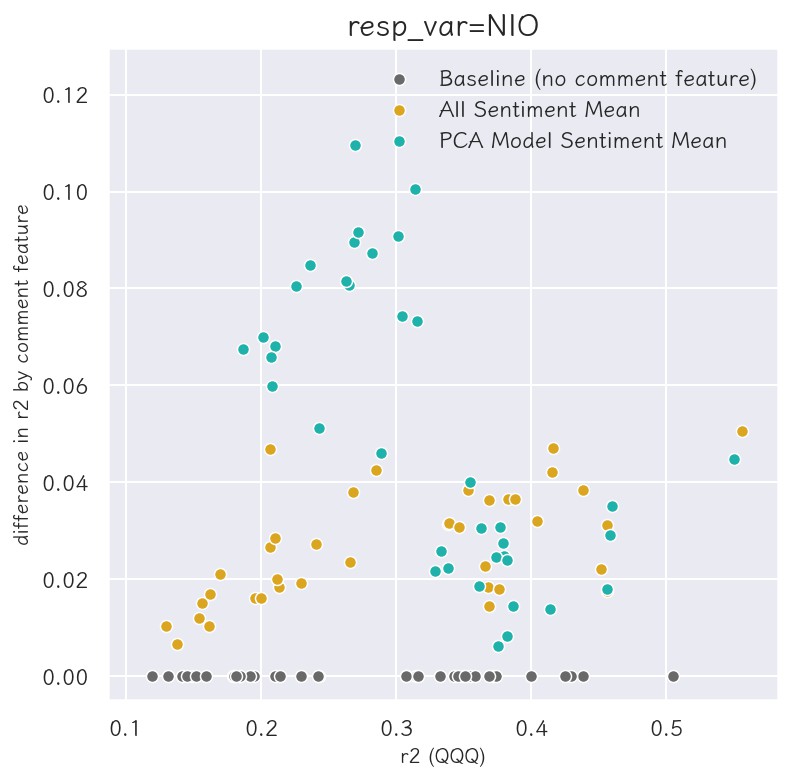 resp_var=NIO
Baseline (no comment feature)
All Sentiment Mean
PCA Model Sentiment Mean
difference in r2 by comment feature
0.12
0.10
0.08
0.06
0.04
0.02
0.00
0.1 0.2 0.3 0.4 0.5
r2 (QQQ)